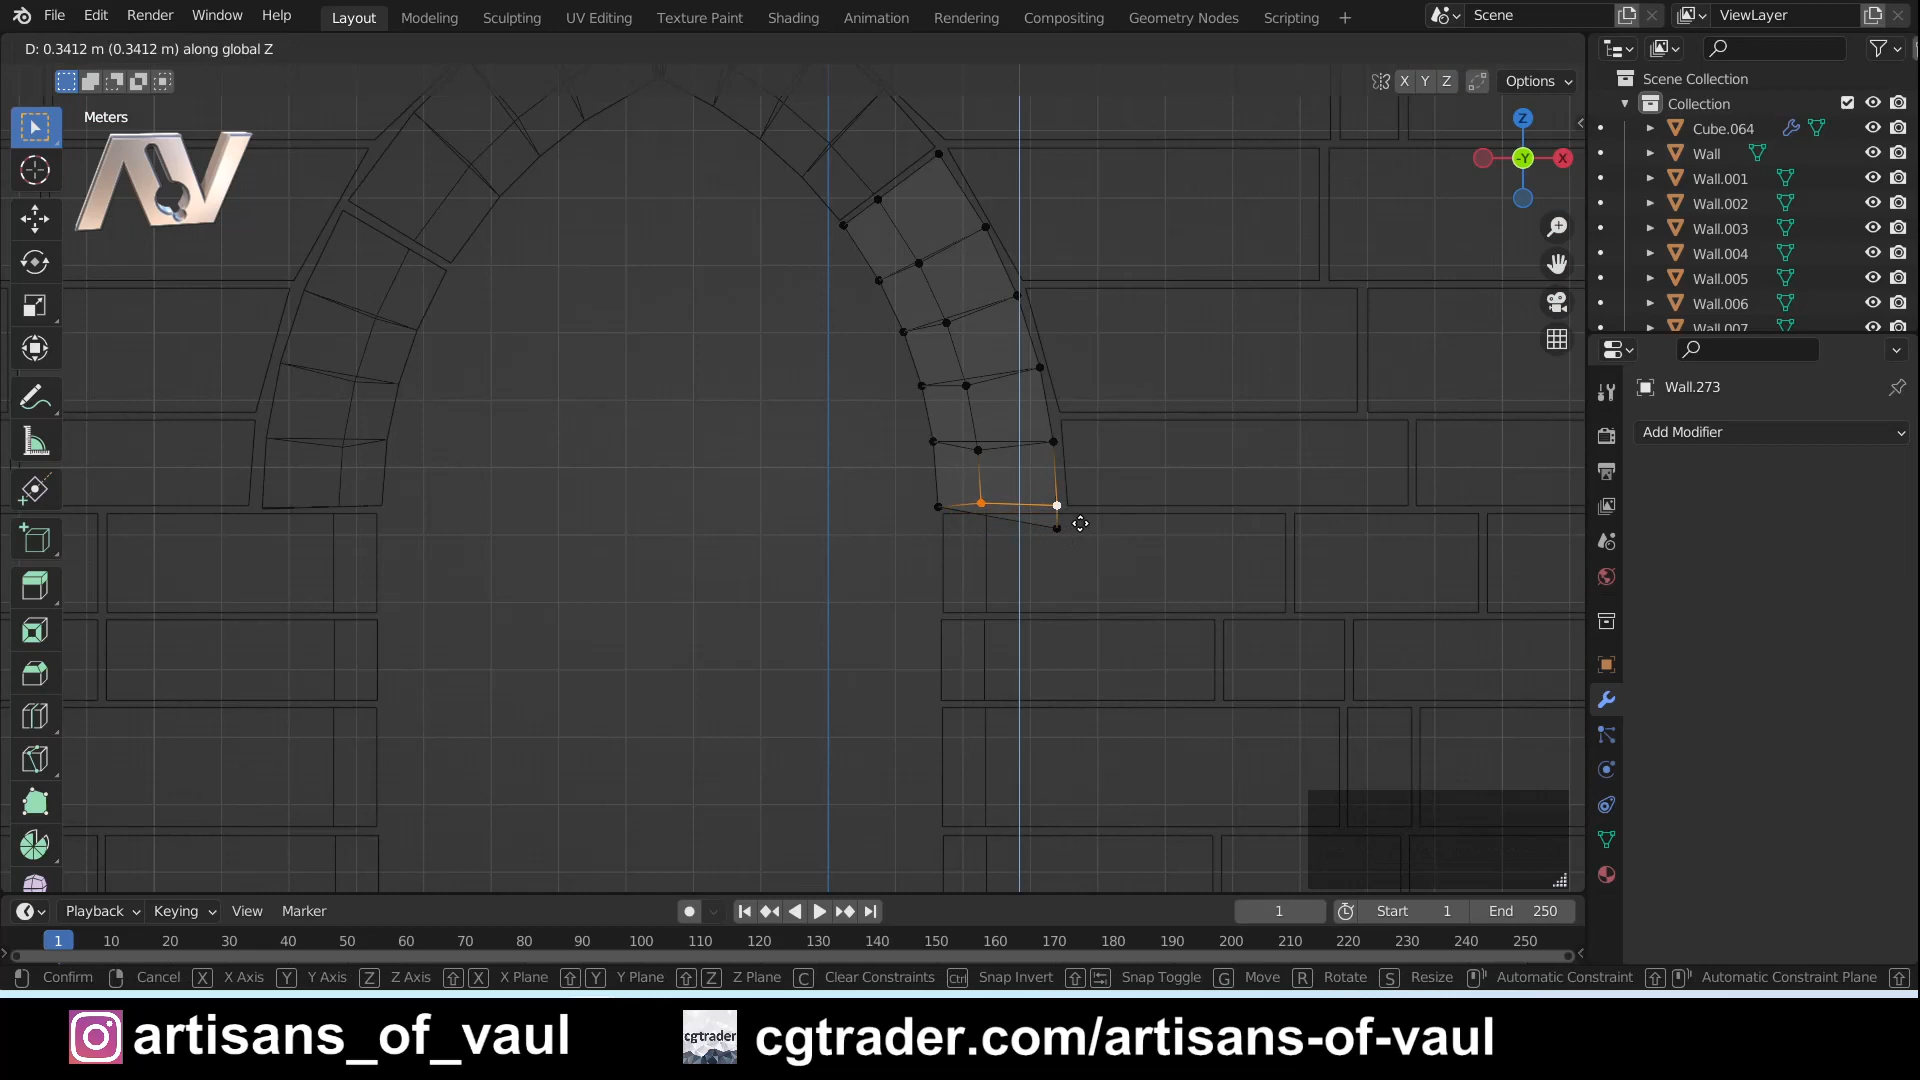 File Edit Render Window Help
Layout Modeling Sculpting UV Editing Texture Paint Shading Animation Rendering Compositing Geometry Nodes Scripting +
Scene
ViewLayer
D: 0.3412 m (0.3412 m) along global Z
X Y Z
Options
Meters
AV
Z
-Y
X
Scene Collection
Collection
Cube.064
Wall
Wall.001
Wall.002
Wall.003
Wall.004
Wall.005
Wall.006
Wall.007
Wall.273
Add Modifier
Playback Keying View Marker
1
Start 1
End 250
1 10 20 30 40 50 60 70 80 90 100 110 120 130 140 150 160 170 180 190 200 210 220 230 240 250
Confirm Cancel X X Axis Y Y Axis Z Z Axis X X Plane Y Y Plane Z Z Plane C Clear Constraints Ctrl Snap Invert Snap Toggle G Move R Rotate S Resize Automatic Constraint Automatic Constraint Plane
artisans_of_vaul
cgtrader
cgtrader.com/artisans-of-vaul